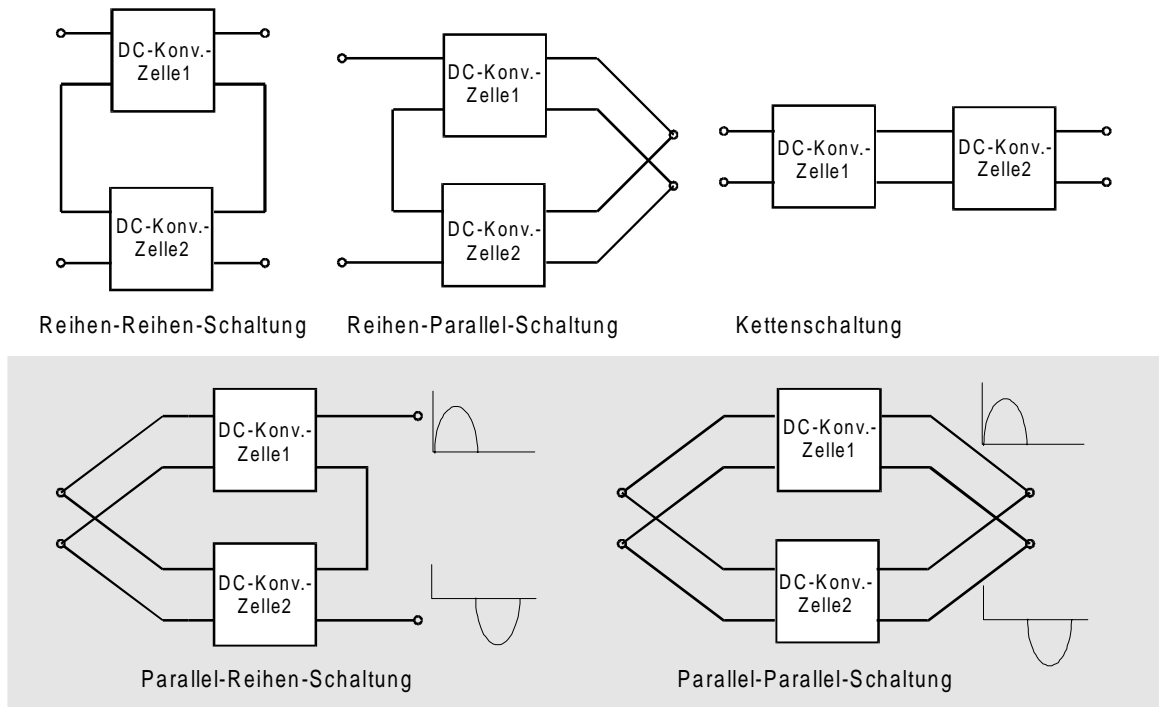 DC-Konv.-
Zelle1
DC-Konv.-
Zelle2
Reihen-Reihen-Schaltung
DC-Konv.-
Zelle1
DC-Konv.-
Zelle2
Reihen-Parallel-Schaltung
DC-Konv.-
Zelle1
DC-Konv.-
Zelle2
Kettenschaltung
DC-Konv.-
Zelle1
DC-Konv.-
Zelle2
Parallel-Reihen-Schaltung
DC-Konv.-
Zelle1
DC-Konv.-
Zelle2
Parallel-Parallel-Schaltung